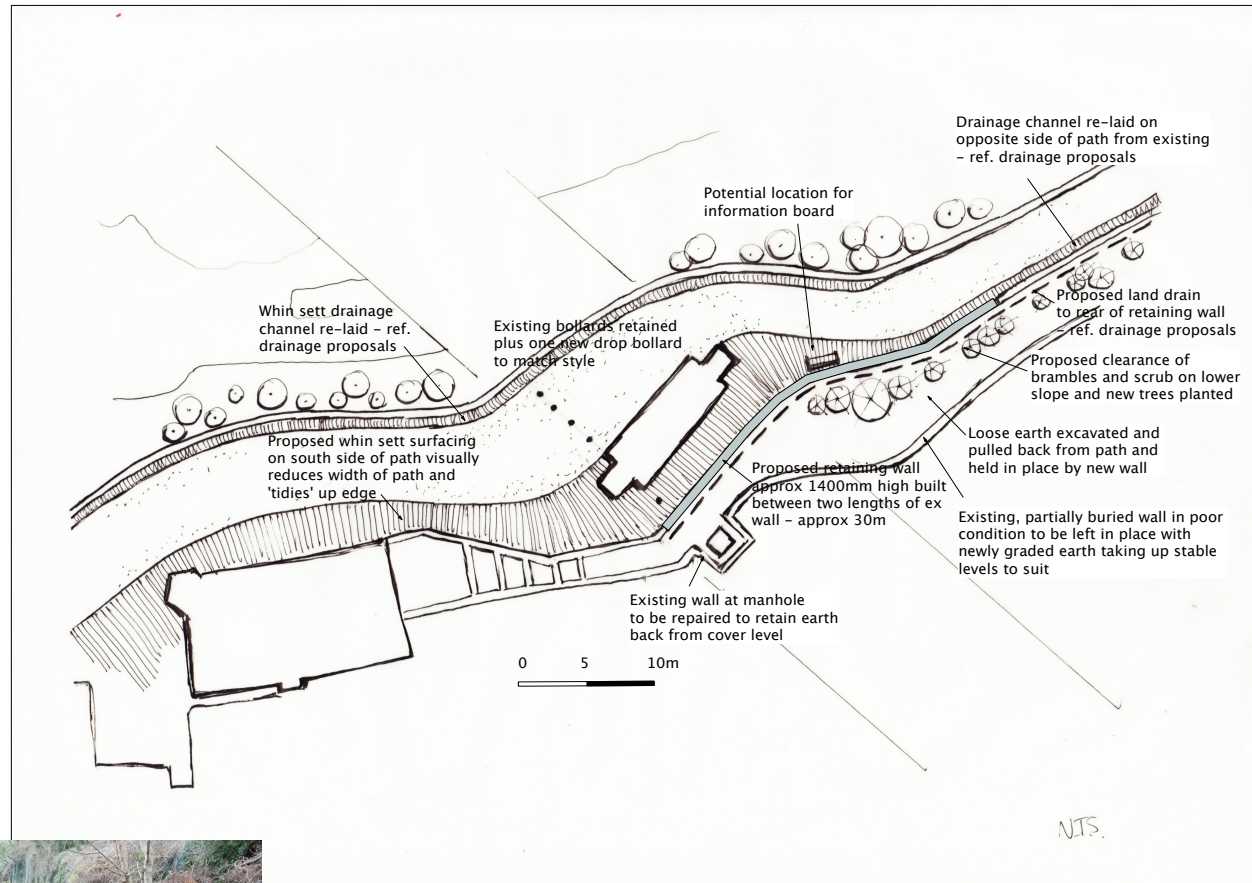 Drainage channel re-laid on
opposite side of path from existing
- ref. drainage proposals
Potential location for
information board
Whin sett drainage
channel re-laid - ref.
drainage proposals
Existing bollards retained
plus one new drop bollard
to match style
Proposed land drain
to rear of retaining wall
- ref. drainage proposals
Proposed clearance of
brambles and scrub on lower
slope and new trees planted
Proposed whin sett surfacing
on south side of path visually
reduces width of path and
'tidies' up edge
Loose earth excavated and
pulled back from path and
held in place by new wall
Proposed retaining wall
approx 1400mm high built
between two lengths of ex
wall - approx 30m
Existing, partially buried wall in poor
condition to be left in place with
newly graded earth taking up stable
levels to suit
Existing wall at manhole
to be repaired to retain earth
back from cover level
0 5 10m
N.T.S.